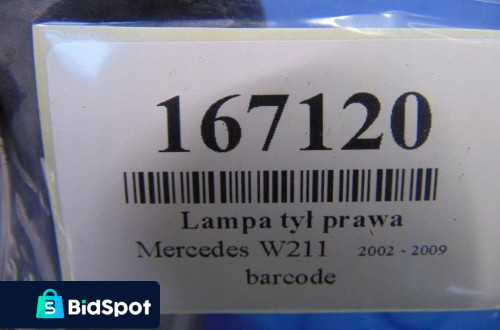 167120
Lampa tył prawa
Mercedes W211 2002 - 2009
barcode
S BidSpot